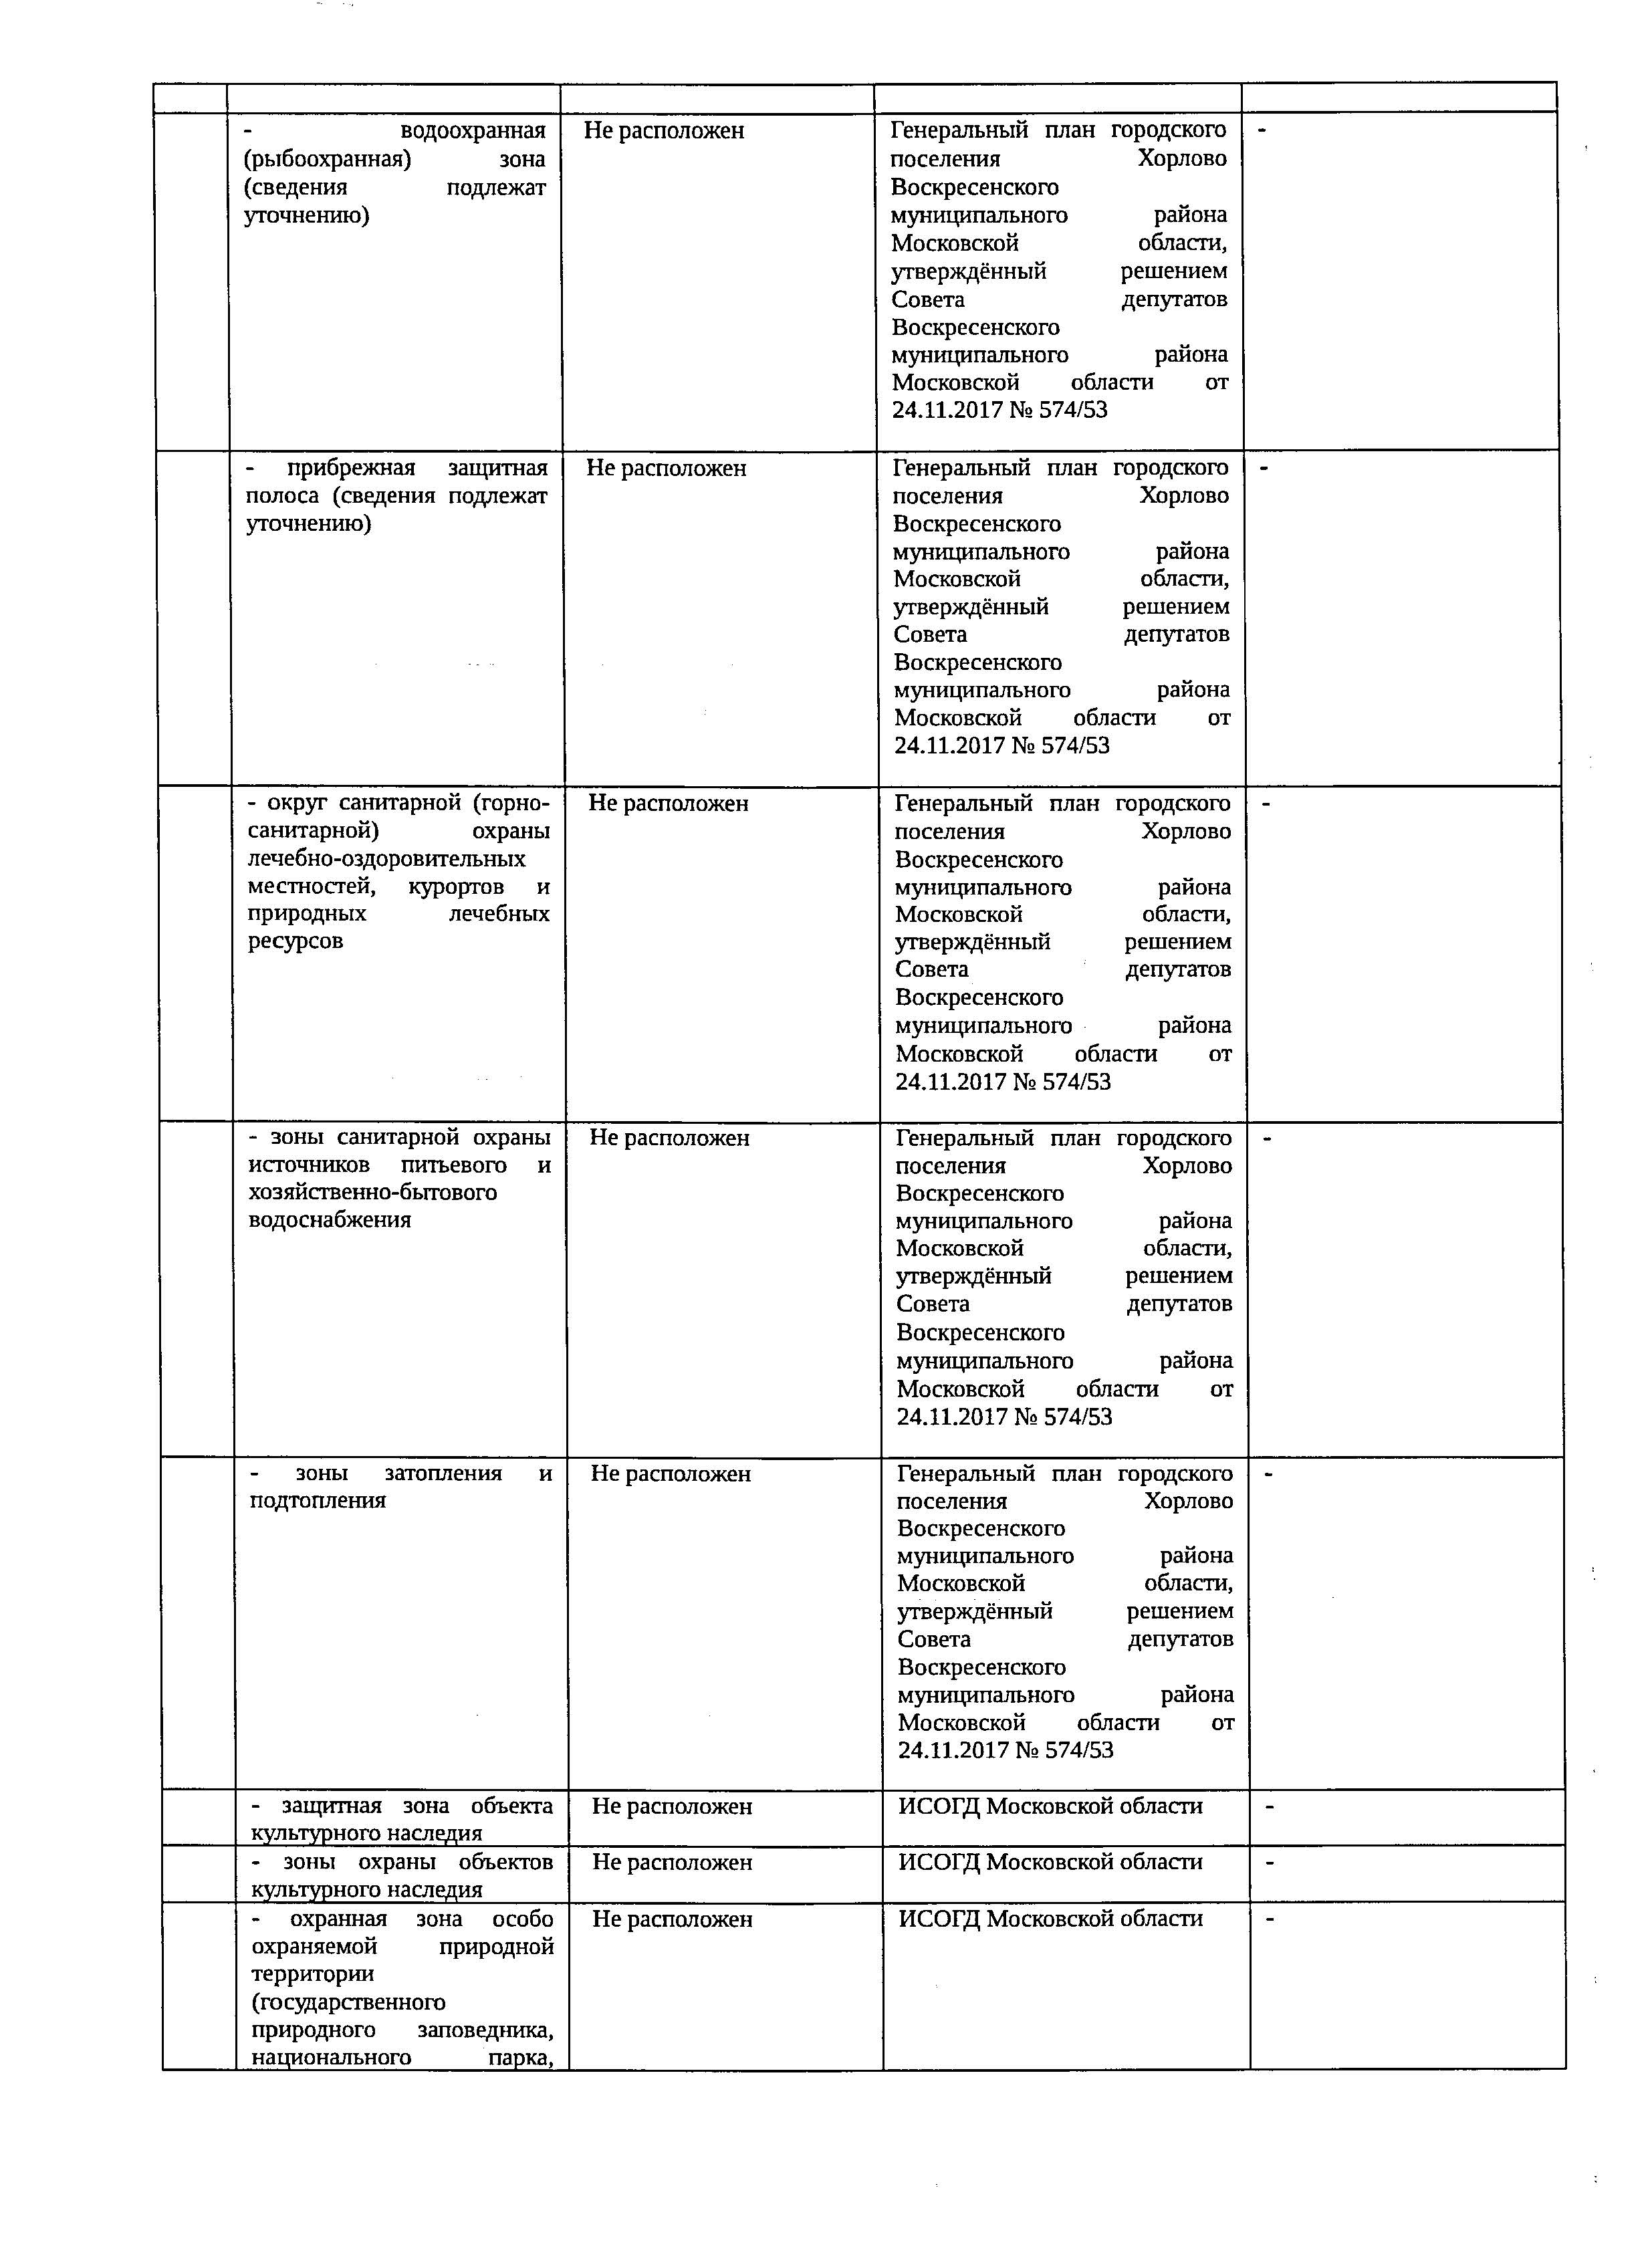 - водоохранная
(рыбоохранная) зона
(сведения подлежат
уточнению)
Не расположен
Генеральный план городского
поселения Хорлово
Воскресенского
муниципального района
Московской области,
утверждённый решением
Совета депутатов
Воскресенского
муниципального района
Московской области от
24.11.2017 № 574/53
-
- прибрежная защитная
полоса (сведения подлежат
уточнению)
Не расположен
Генеральный план городского
поселения Хорлово
Воскресенского
муниципального района
Московской области,
утверждённый решением
Совета депутатов
Воскресенского
муниципального района
Московской области от
24.11.2017 № 574/53
-
- округ санитарной (горно-
санитарной) охраны
лечебно-оздоровительных
местностей, курортов и
природных лечебных
ресурсов
Не расположен
Генеральный план городского
поселения Хорлово
Воскресенского
муниципального района
Московской области,
утверждённый решением
Совета депутатов
Воскресенского
муниципального района
Московской области от
24.11.2017 № 574/53
-
- зоны санитарной охраны
источников питьевого и
хозяйственно-бытового
водоснабжения
Не расположен
Генеральный план городского
поселения Хорлово
Воскресенского
муниципального района
Московской области,
утверждённый решением
Совета депутатов
Воскресенского
муниципального района
Московской области от
24.11.2017 № 574/53
-
- зоны затопления и
подтопления
Не расположен
Генеральный план городского
поселения Хорлово
Воскресенского
муниципального района
Московской области,
утверждённый решением
Совета депутатов
Воскресенского
муниципального района
Московской области от
24.11.2017 № 574/53
-
- защитная зона объекта
культурного наследия
Не расположен
ИСОГД Московской области
-
- зоны охраны объектов
культурного наследия
Не расположен
ИСОГД Московской области
-
- охранная зона особо
охраняемой природной
территории
(государственного
природного заповедника,
национального парка,
Не расположен
ИСОГД Московской области
-